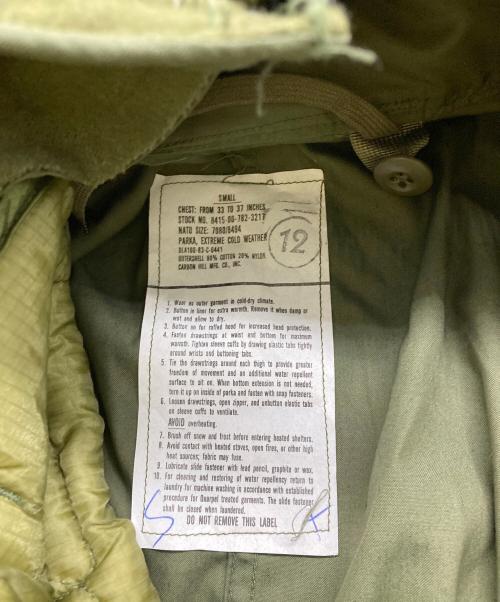 SMALL
CHEST: FROM 33 TO 37 INCHES
STOCK NO. 8415-00-782-3217
NATO SIZE: 7080/8494
PARKA, EXTREME COLD WEATHER
DLA100-83-C-0441
OUTERSHELL 80% COTTON 20% NYLON
CARBON HILL MFG. CO., INC.
12
1. Wear as outer garment in cold-dry climate.
2. Button in liner for extra warmth. Remove it when damp or
wet and allow to dry.
3. Button on fur ruffed hood for increased head protection.
4. Fasten drawstrings at waist and bottom for maximum
warmth. Tighten sleeve cuffs by drawing elastic tabs tightly
around wrists and buttoning tabs.
5. Tie the drawstrings around each thigh to provide greater
freedom of movement and an additional water repellent
surface to sit on. When bottom extension is not needed,
turn it up on inside of parka and fasten with snap fasteners.
6. Loosen drawstrings, open zipper, and unbutton elastic tabs
on sleeve cuffs to ventilate.
AVOID overheating.
7. Brush off snow and frost before entering heated shelters.
8. Avoid contact with heated stoves, open fires, or other high
heat sources; fabric may fuse.
9. Lubricate slide fastener with lead pencil, graphite or wax.
10. For cleaning and restoring of water repellency return to
laundry for machine washing in accordance with established
procedure for Quarpel treated garments. The slide fastener
shall be closed when laundered.
DO NOT REMOVE THIS LABEL